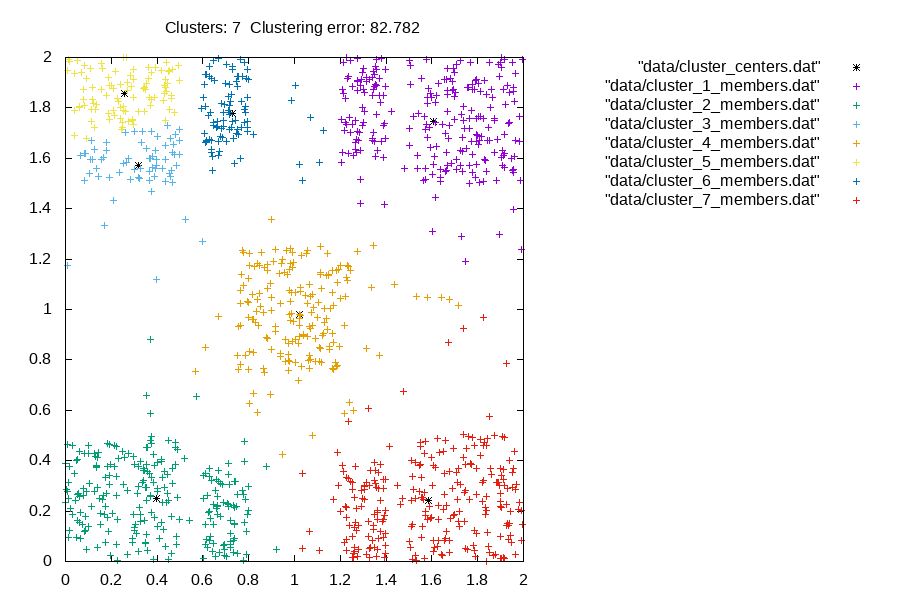 Clusters: 7  Clustering error: 82.782
"data/cluster_centers.dat"
"data/cluster_1_members.dat"
"data/cluster_2_members.dat"
"data/cluster_3_members.dat"
"data/cluster_4_members.dat"
"data/cluster_5_members.dat"
"data/cluster_6_members.dat"
"data/cluster_7_members.dat"
2
1.8
1.6
1.4
1.2
1
0.8
0.6
0.4
0.2
0
0 0.2 0.4 0.6 0.8 1 1.2 1.4 1.6 1.8 2